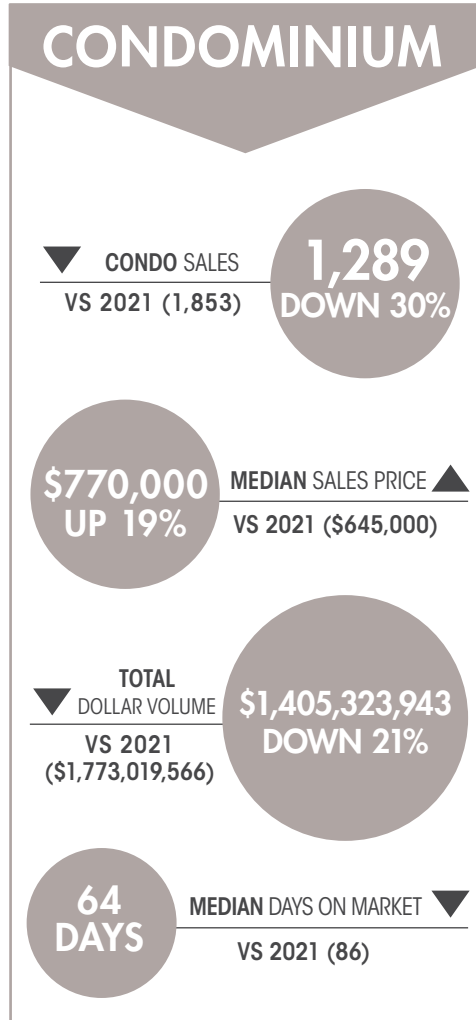 CONDOMINIUM
CONDO SALES
VS 2021 (1,853)
1,289
DOWN 30%
$770,000
UP 19%
MEDIAN SALES PRICE
VS 2021 ($645,000)
TOTAL
DOLLAR VOLUME
VS 2021
($1,773,019,566)
$1,405,323,943
DOWN 21%
64
DAYS
MEDIAN DAYS ON MARKET
VS 2021 (86)